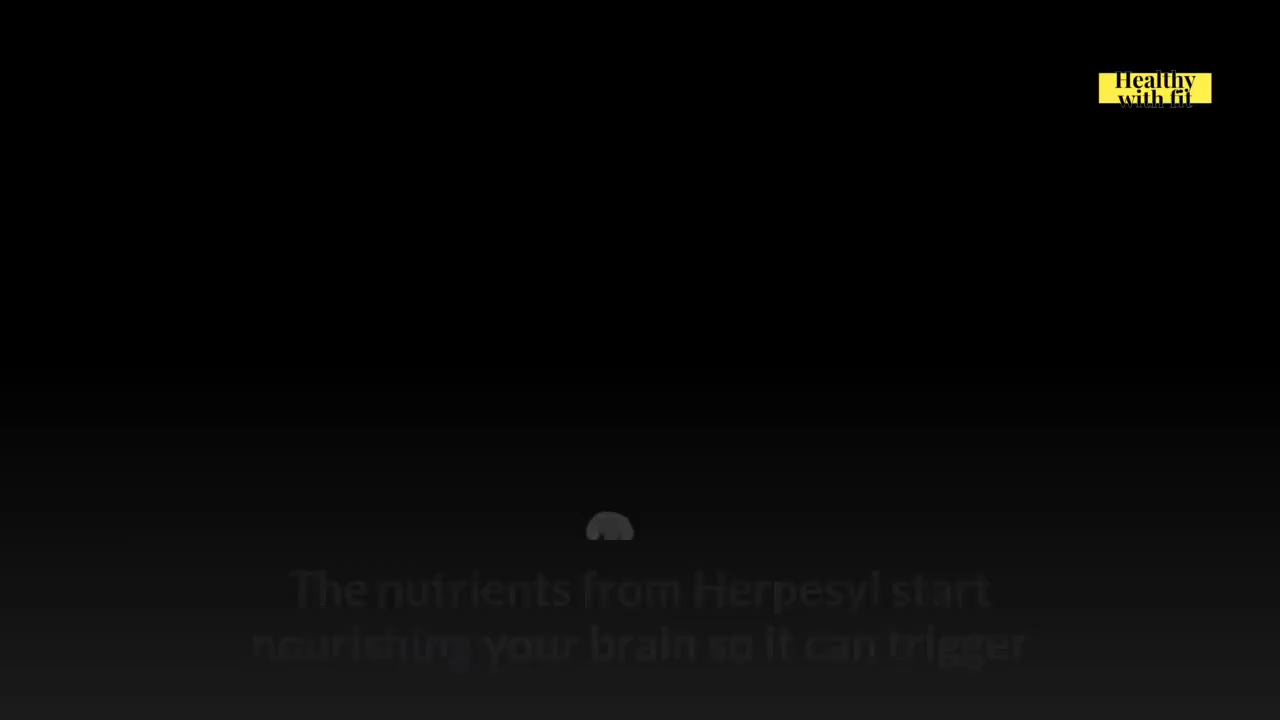 Healthy
with fit
The nutrients from Herpesyl start
nourishing your brain so it can trigger